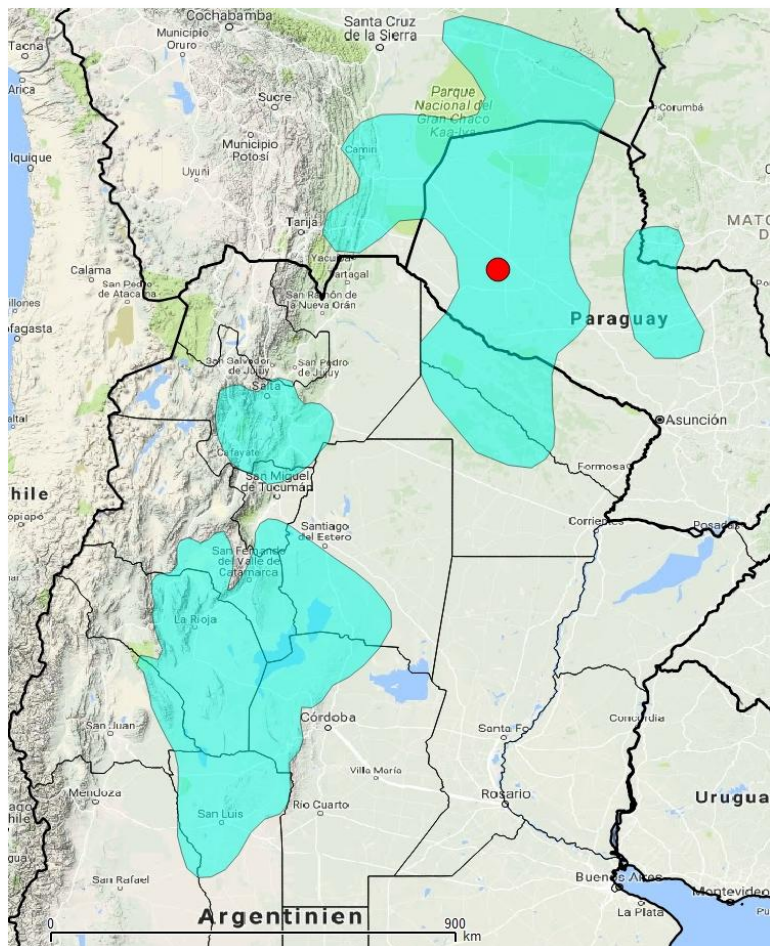 Cochabamba
Santa Cruz
de la Sierra
Tacna
Municipio
Oruro
Arica
Parque
Nacional del
Gran Chaco
Kaa-Iya
Corumbá
Sucre
Municipio
Potosí
Iquique
Camiri
Uyuni
Tarija
MATO
Yacuiba
Tartagal
Calama
San Pedro
de Atacama
San Ramón de
la Nueva Orán
Paraguay
San Salvador
de Jujuy
San Pedro
de Jujuy
Salta
Asunción
Cafayate
Formosa
San Miguel
de Tucumán
hile
Corrientes
Posadas
Santiago
del Estero
San Fernando
del Valle de
Catamarca
La Rioja
Concordia
San Juan
Córdoba
Santa Fe
Villa María
Mendoza
Río Cuarto
Rosario
San Luis
Urugua
San Rafael
Buenos Aires
Montevideo
La Plata
Argentinien
0
900
km